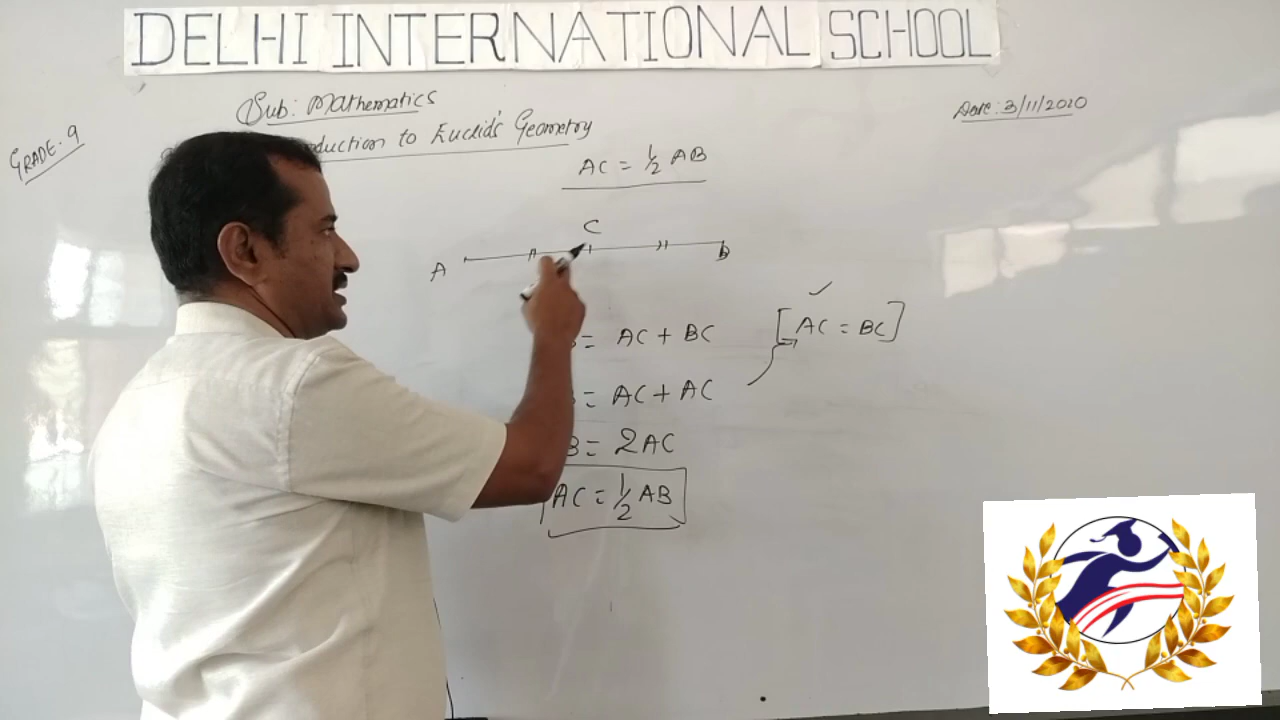 DELHI INTERNATIONAL SCHOOL
Sub: Mathematics
Date: 3/11/2020
GRADE: 9
to Euclid's Geometry
AC = 1/2 AB
C
A
B
= AC + BC
[AC = BC]
= AC + AC
= 2AC
AC = 1/2 AB